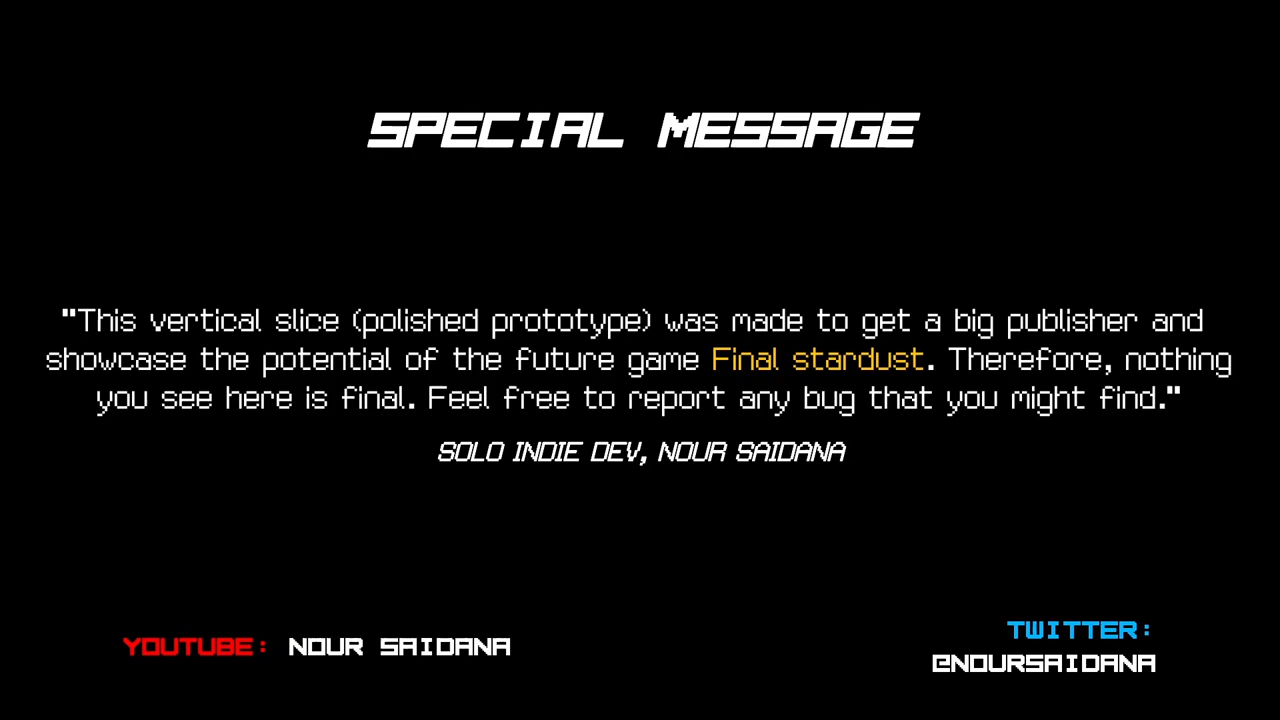 SPECIAL MESSAGE
"This vertical slice (polished prototype) was made to get a big publisher and
showcase the potential of the future game Final stardust. Therefore, nothing
you see here is final. Feel free to report any bug that you might find."
SOLO INDIE DEV, NOUR SAIDANA
YOUTUBE: NOUR SAIDANA
TWITTER:
@NOURSAIDANA